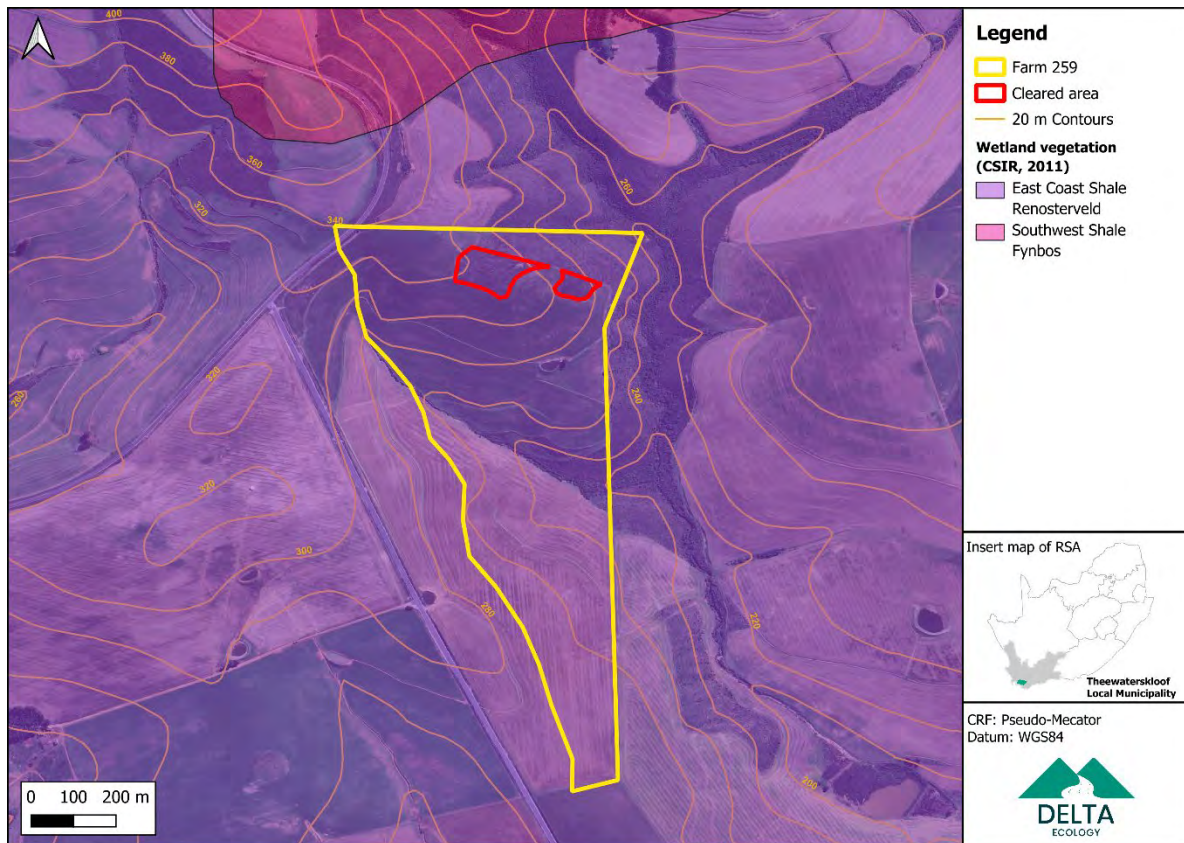 400
380
360
320
340
260
320
280
240
320
300
280
220
200
0 100 200 m
Legend
Farm 259
Cleared area
20 m Contours
Wetland vegetation
(CSIR, 2011)
East Coast Shale
Renosterveld
Southwest Shale
Fynbos
Insert map of RSA
Theewaterskloof
Local Municipality
CRF: Pseudo-Mecator
Datum: WGS84
DELTA
ECOLOGY